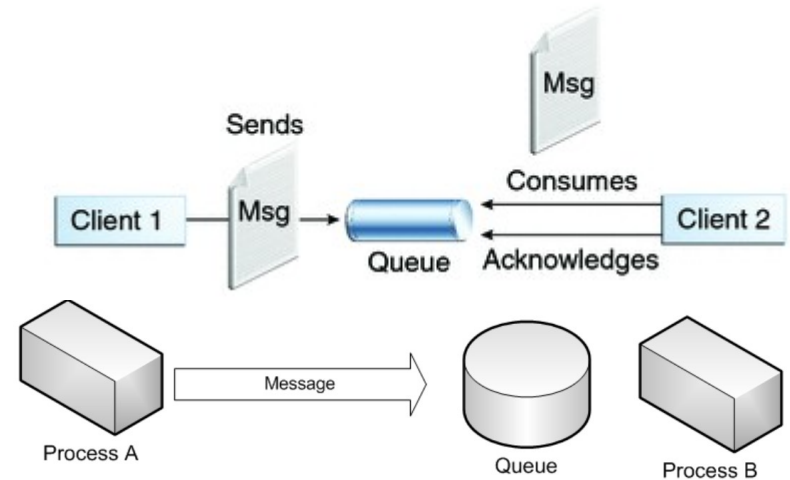 Msg
Sends
Msg
Consumes
Client 1
Client 2
Queue
Acknowledges
Message
Process A
Queue
Process B